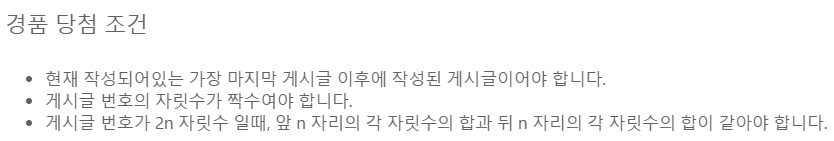 경품 당첨 조건
• 현재 작성되어있는 가장 마지막 게시글 이후에 작성된 게시글이어야 합니다.
• 게시글 번호의 자릿수가 짝수여야 합니다.
• 게시글 번호가 2n 자릿수 일때, 앞 n 자리의 각 자릿수의 합과 뒤 n 자리의 각 자릿수의 합이 같아야 합니다.